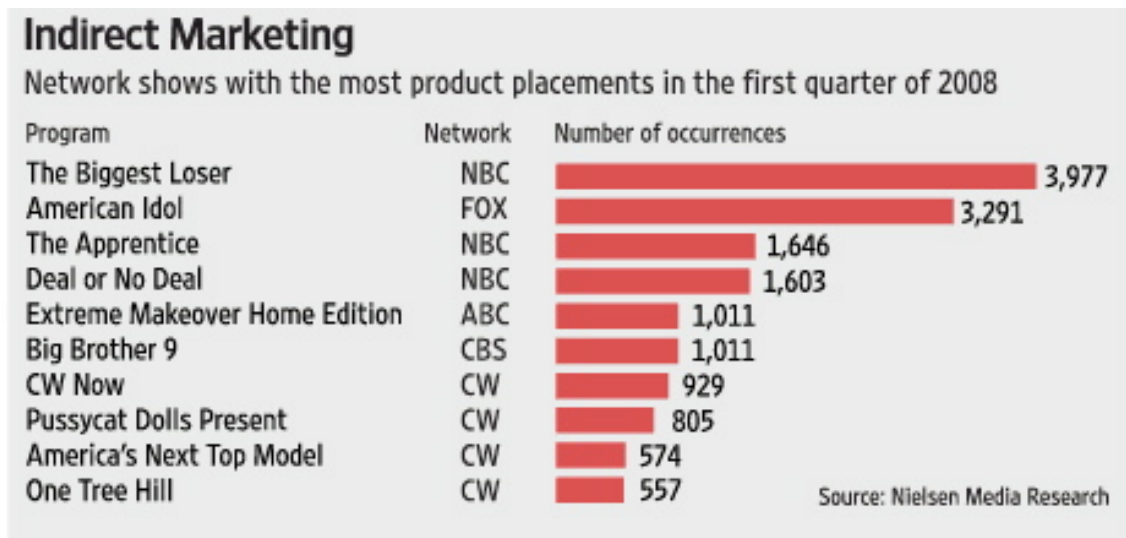 Indirect Marketing
Network shows with the most product placements in the first quarter of 2008
Program Network Number of occurrences
The Biggest Loser NBC 3,977
American Idol FOX 3,291
The Apprentice NBC 1,646
Deal or No Deal NBC 1,603
Extreme Makeover Home Edition ABC 1,011
Big Brother 9 CBS 1,011
CW Now CW 929
Pussycat Dolls Present CW 805
America's Next Top Model CW 574
One Tree Hill CW 557
Source: Nielsen Media Research